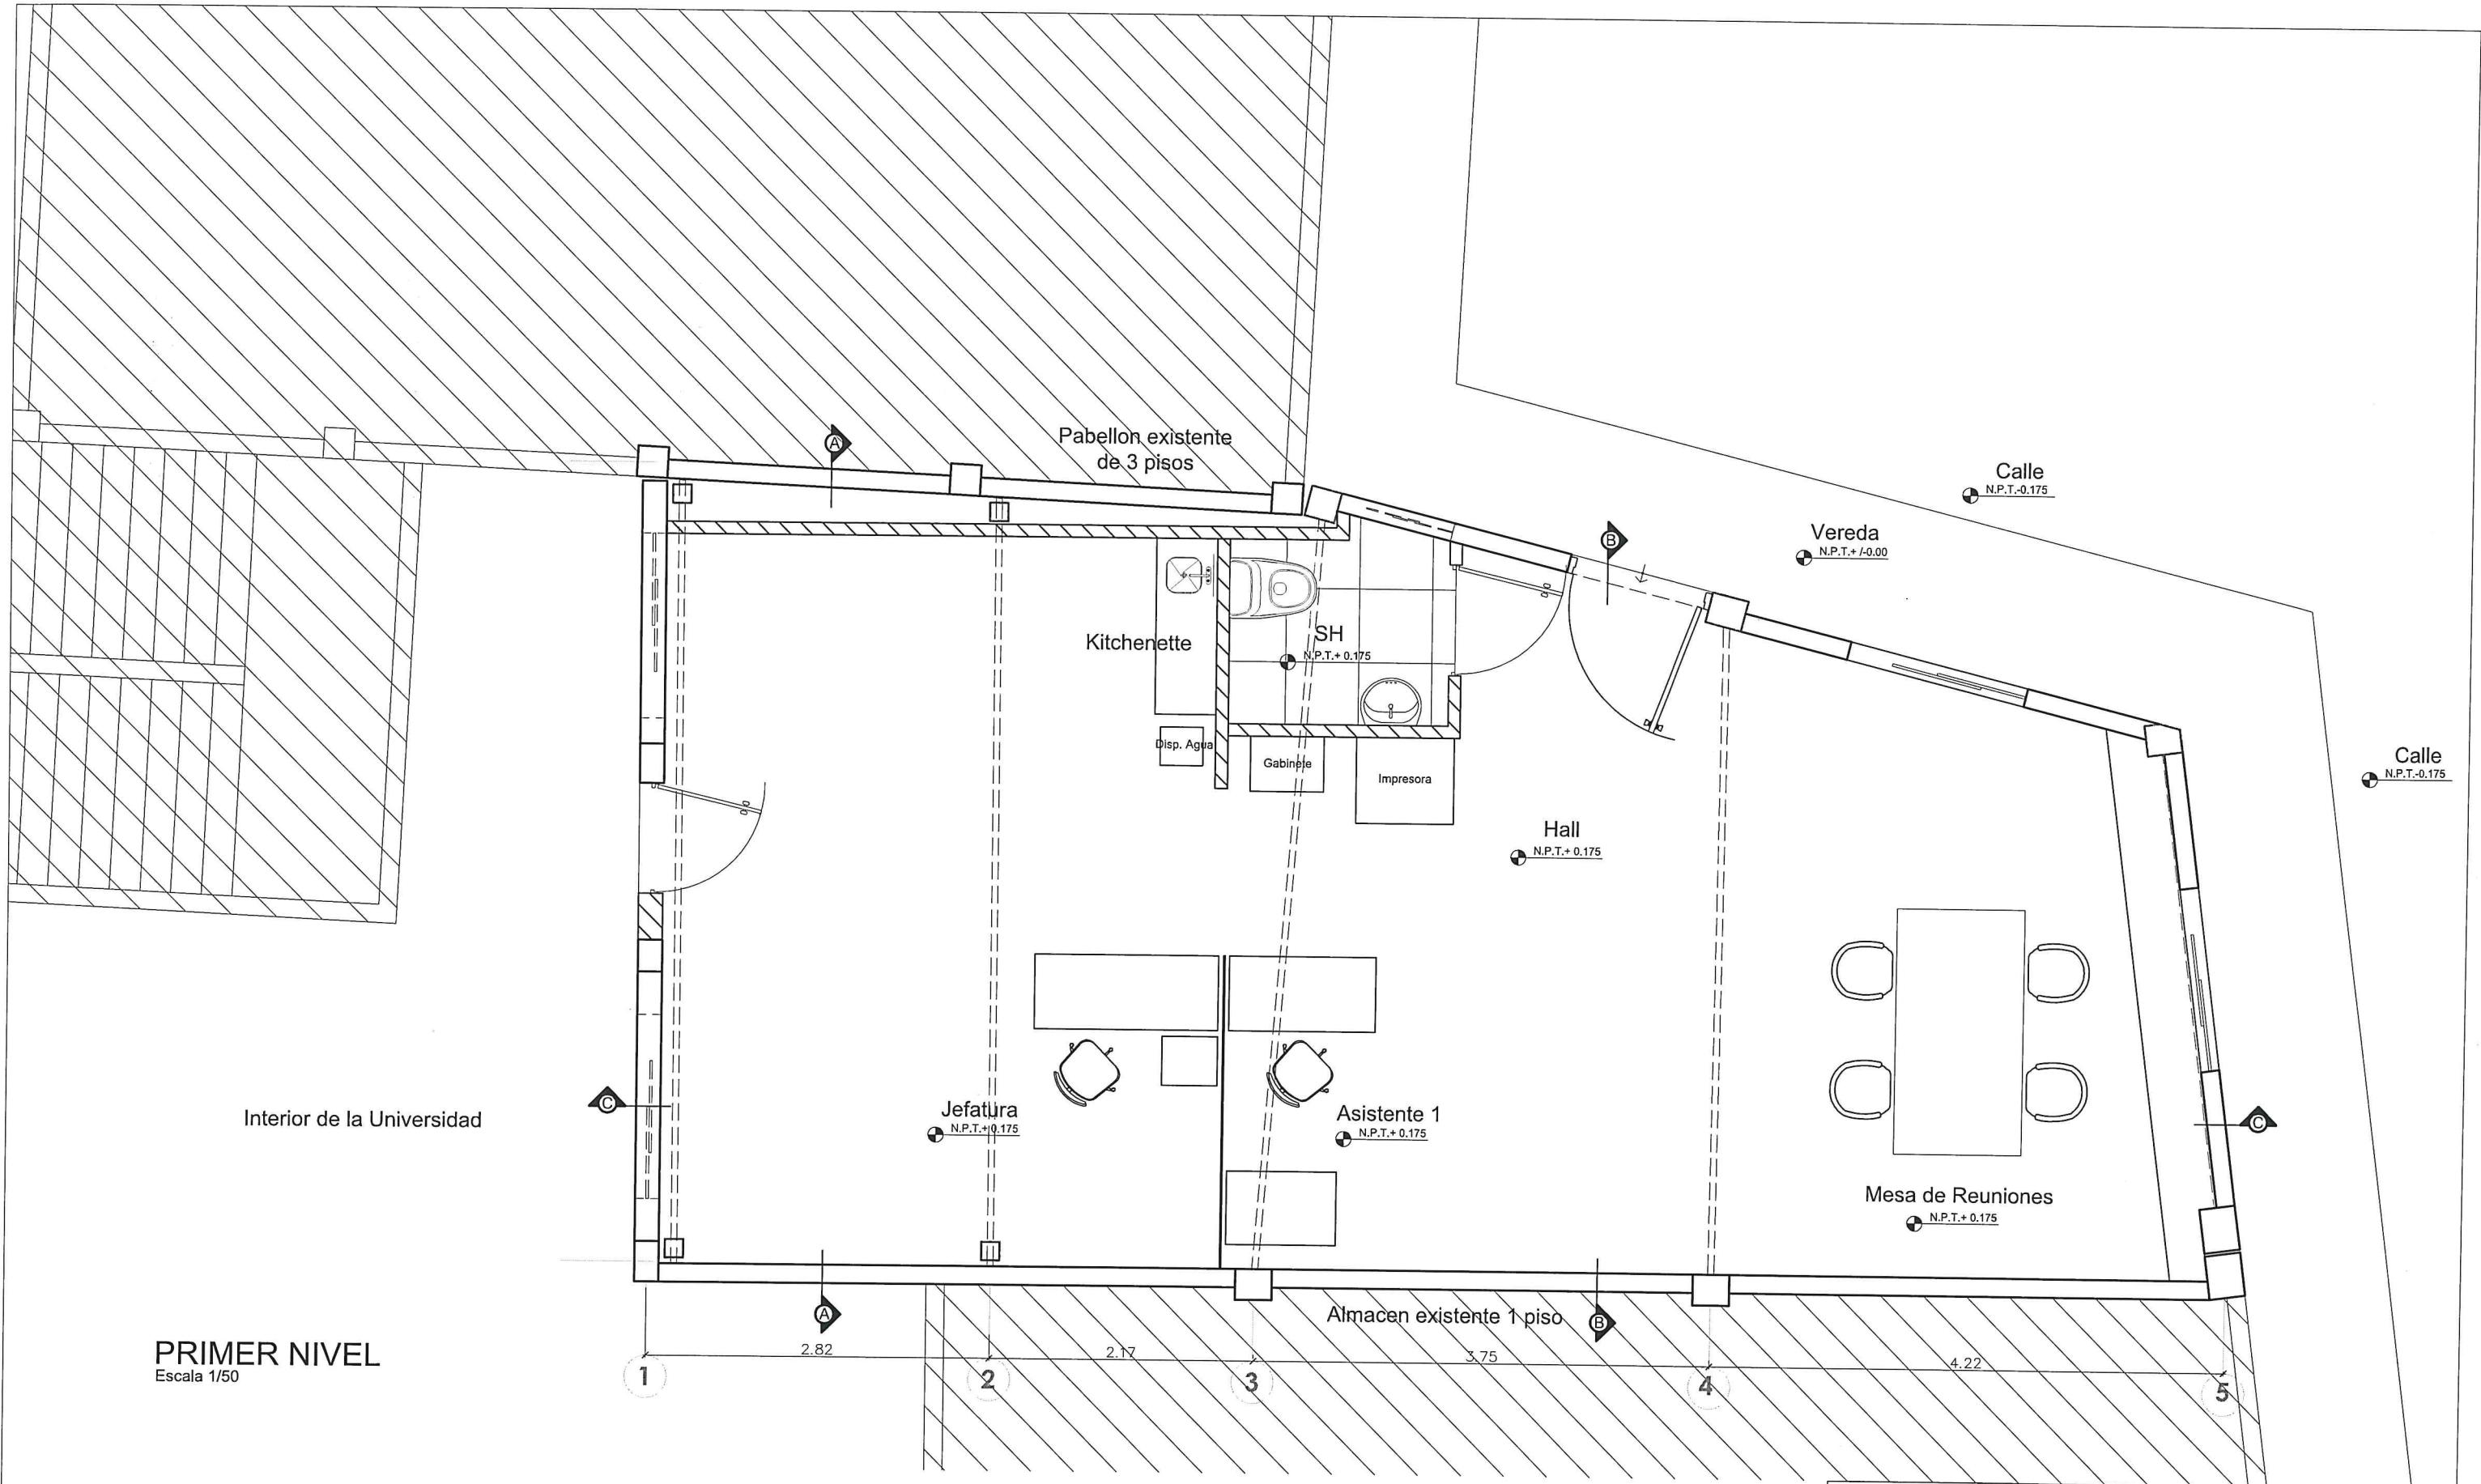 A
Pabellon existente
de 3 pisos
Calle
N.P.T.-0.175
Vereda
N.P.T.+ /-0.00
B
Kitchenette
SH
N.P.T.+ 0.175
Disp. Agua
Gabinete
Impresora
Calle
N.P.T.-0.175
Hall
N.P.T.+ 0.175
C
Interior de la Universidad
Jefatura
N.P.T.+ 0.175
Asistente 1
N.P.T.+ 0.175
C
Mesa de Reuniones
N.P.T.+ 0.175
A
Almacen existente 1 piso
B
PRIMER NIVEL
Escala 1/50
2.82
2.17
3.75
4.22
1
2
3
4
5